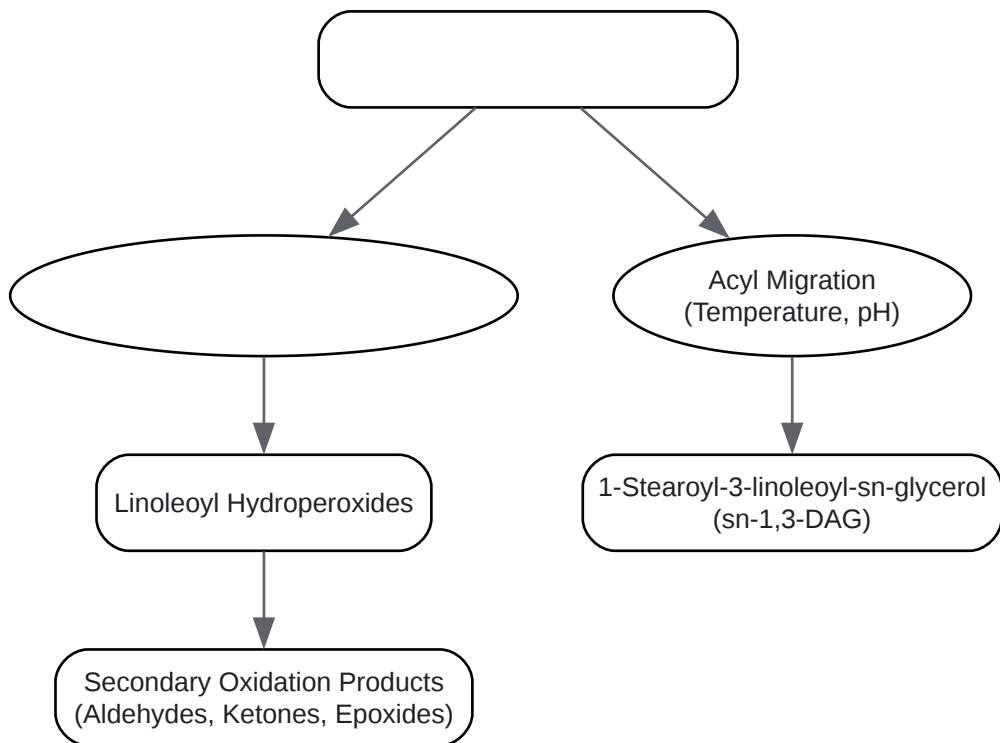 Acyl Migration
(Temperature, pH)
Linoleoyl Hydroperoxides
1-Stearoyl-3-linoleoyl-sn-glycerol
(sn-1,3-DAG)
Secondary Oxidation Products
(Aldehydes, Ketones, Epoxides)